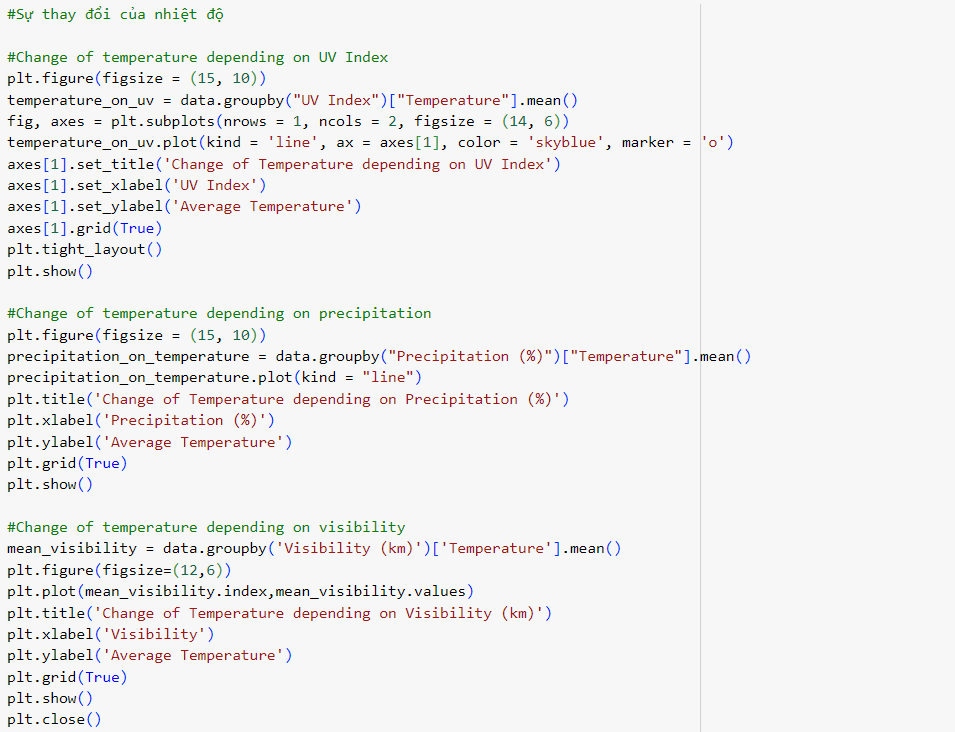 #Sự thay đổi của nhiệt độ
#Change of temperature depending on UV Index
plt.figure(figsize = (15, 10))
temperature_on_uv = data.groupby("UV Index")["Temperature"].mean()
fig, axes = plt.subplots(nrows = 1, ncols = 2, figsize = (14, 6))
temperature_on_uv.plot(kind = 'line', ax = axes[1], color = 'skyblue', marker = 'o')
axes[1].set_title('Change of Temperature depending on UV Index')
axes[1].set_xlabel('UV Index')
axes[1].set_ylabel('Average Temperature')
axes[1].grid(True)
plt.tight_layout()
plt.show()
#Change of temperature depending on precipitation
plt.figure(figsize = (15, 10))
precipitation_on_temperature = data.groupby("Precipitation (%)")["Temperature"].mean()
precipitation_on_temperature.plot(kind = "line")
plt.title('Change of Temperature depending on Precipitation (%)')
plt.xlabel('Precipitation (%)')
plt.ylabel('Average Temperature')
plt.grid(True)
plt.show()
#Change of temperature depending on visibility
mean_visibility = data.groupby('Visibility (km)')['Temperature'].mean()
plt.figure(figsize=(12,6))
plt.plot(mean_visibility.index,mean_visibility.values)
plt.title('Change of Temperature depending on Visibility (km)')
plt.xlabel('Visibility')
plt.ylabel('Average Temperature')
plt.grid(True)
plt.show()
plt.close()